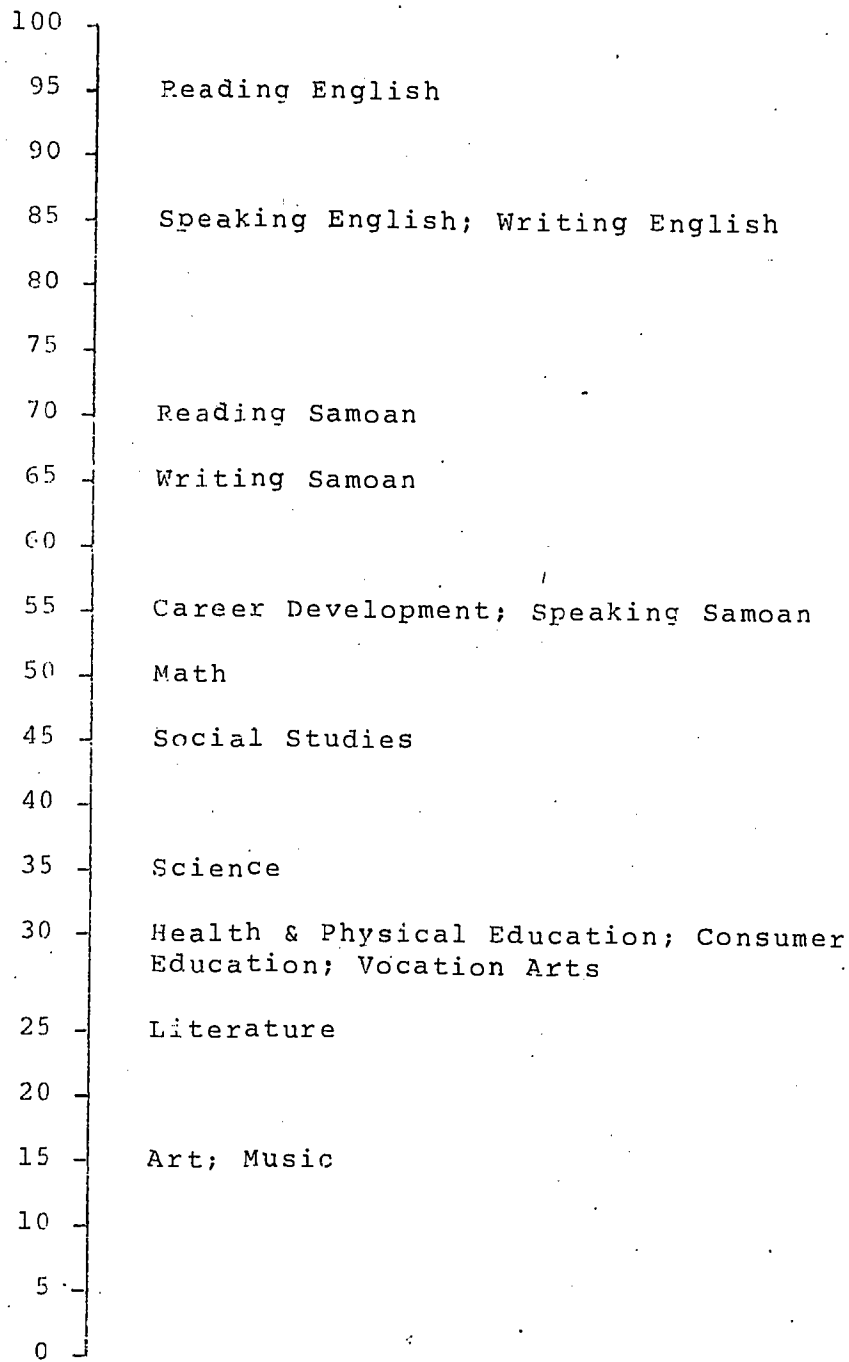 100
95 Reading English
90
85 Speaking English; Writing English
80
75
70 Reading Samoan
65 Writing Samoan
60
55 Career Development; Speaking Samoan
50 Math
45 Social Studies
40
35 Science
30 Health & Physical Education; Consumer
Education; Vocation Arts
25 Literature
20
15 Art; Music
10
5
0